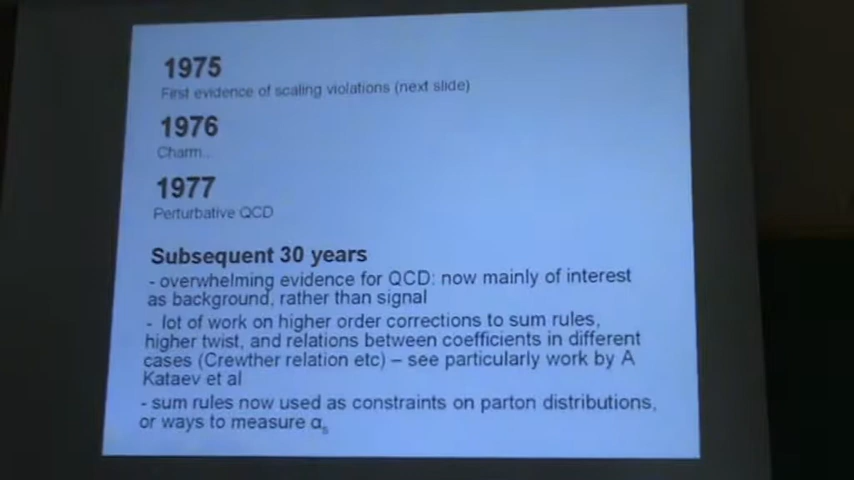 1975
First evidence of scaling violations (next slide)
1976
Charm..
1977
Perturbative QCD
Subsequent 30 years
- overwhelming evidence for QCD: now mainly of interest
as background, rather than signal
- lot of work on higher order corrections to sum rules,
higher twist, and relations between coefficients in different
cases (Crewther relation etc) – see particularly work by A
Kataev et al
- sum rules now used as constraints on parton distributions,
or ways to measure αs